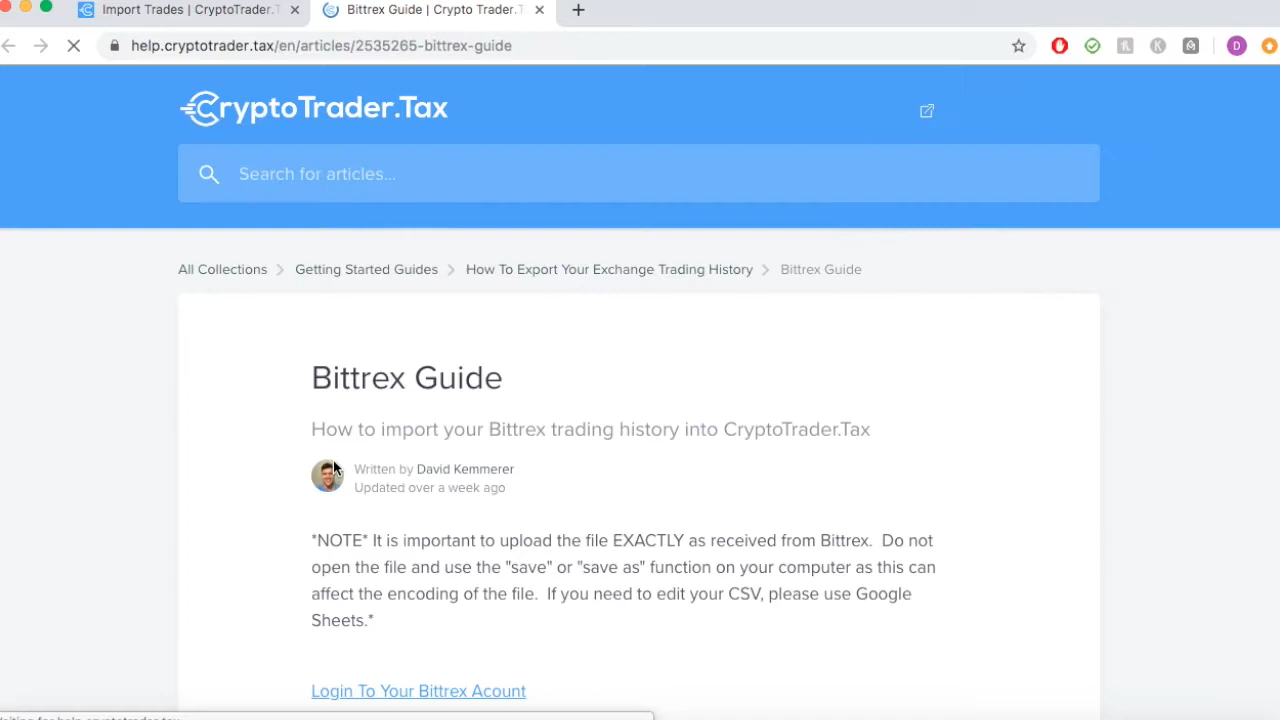 Import Trades | CryptoTrader.T
Bittrex Guide | Crypto Trader.T
help.cryptotrader.tax/en/articles/2535265-bittrex-guide
D
CryptoTrader.Tax
Search for articles...
All Collections
Getting Started Guides
How To Export Your Exchange Trading History
Bittrex Guide
Bittrex Guide
How to import your Bittrex trading history into CryptoTrader.Tax
Written by David Kemmerer
Updated over a week ago
*NOTE* It is important to upload the file EXACTLY as received from Bittrex. Do not
open the file and use the "save" or "save as" function on your computer as this can
affect the encoding of the file. If you need to edit your CSV, please use Google
Sheets.*
Login To Your Bittrex Acount